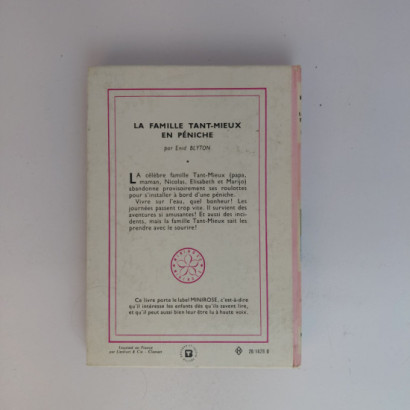 LA FAMILLE TANT-MIEUX
EN PÉNICHE
par Enid BLYTON
LA célèbre famille Tant-Mieux (papa,
maman, Nicolas, Elisabeth et Marijo)
abandonne provisoirement ses roulottes
pour s'installer à bord d'une péniche.
Vivre sur l'eau, quel bonheur! Les
journées passent trop vite. Il survient des
aventures si amusantes! Et aussi des inci-
dents, mais la famille Tant-Mieux sait les
prendre avec le sourire!
Ce livre porte le label MINIROSE, c'est-à-dire
qu'il intéresse les enfants dès qu'ils savent lire,
et qu'il peut aussi bien leur être lu à haute voix.
Imprimé en France